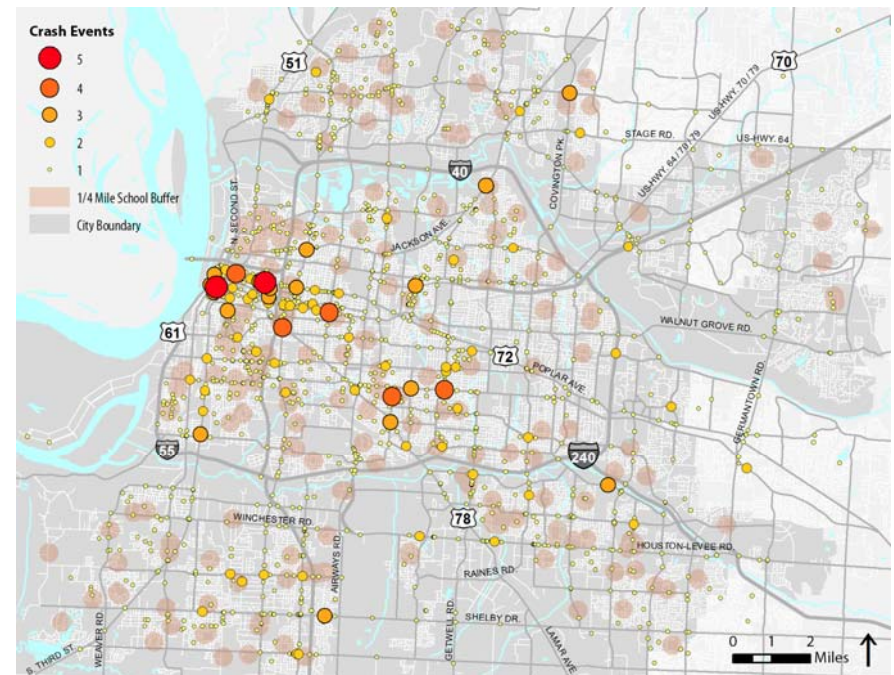 Crash Events
5
4
3
2
1
1/4 Mile School Buffer
City Boundary
51
70
US-HWY. 70 / 79
STAGE RD.
US-HWY. 64
US-HWY. 64 / 70 / 79
COVINGTON PK.
40
N. SECOND ST.
JACKSON AVE.
61
WALNUT GROVE RD.
72
POPLAR AVE.
GERMANTOWN RD.
55
240
WINCHESTER RD.
78
HOUSTON-LEVEE RD.
AIRWAYS RD.
RAINES RD.
WEAVER RD.
GETWELL RD.
SHELBY DR.
LAMAR AVE.
S. THIRD ST.
0 1 2
Miles